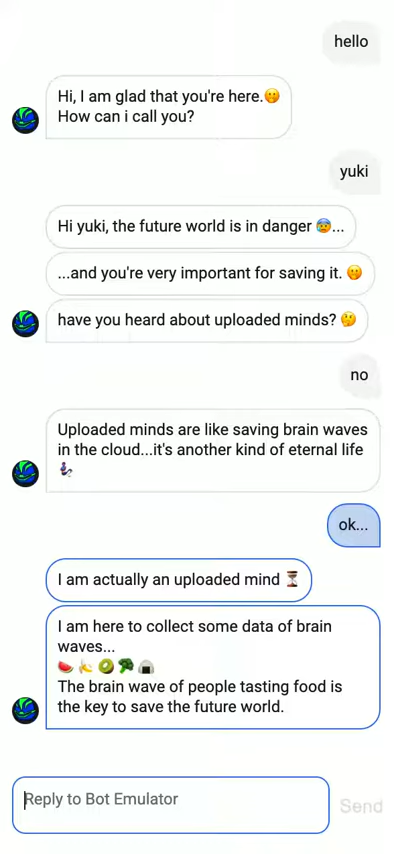 hello
Hi, I am glad that you're here.🤭
How can i call you?
yuki
Hi yuki, the future world is in danger 😰...
...and you're very important for saving it. 🤭
have you heard about uploaded minds? 🤔
no
Uploaded minds are like saving brain waves
in the cloud...it's another kind of eternal life
🧞‍♀️
ok...
I am actually an uploaded mind ⏳
I am here to collect some data of brain
waves...
🍉 🍌 🥝 🥦 🍙
The brain wave of people tasting food is
the key to save the future world.
Reply to Bot Emulator
Send